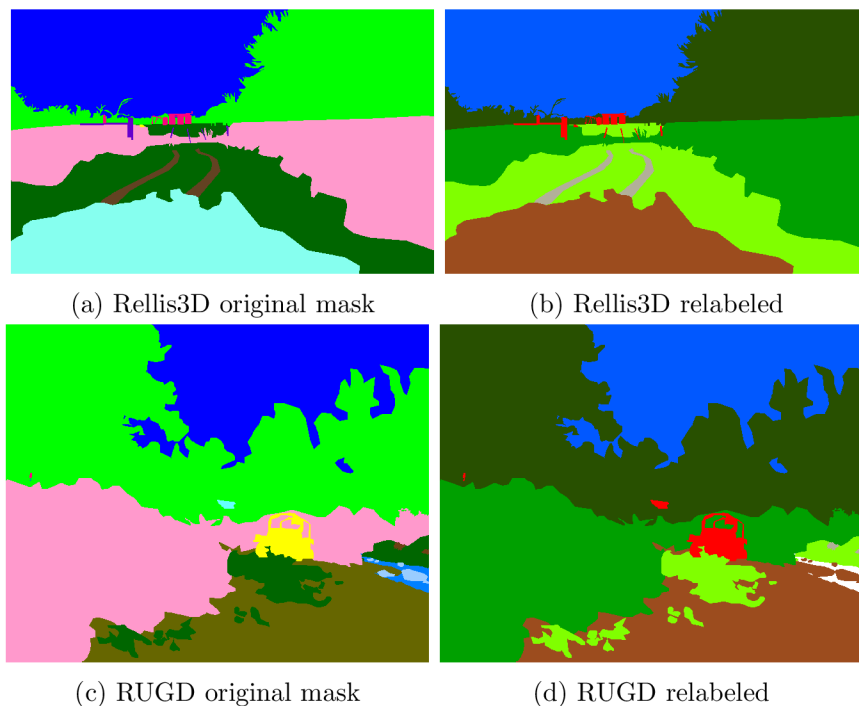 (a) Rellis3D original mask
(b) Rellis3D relabeled
(c) RUGD original mask
(d) RUGD relabeled